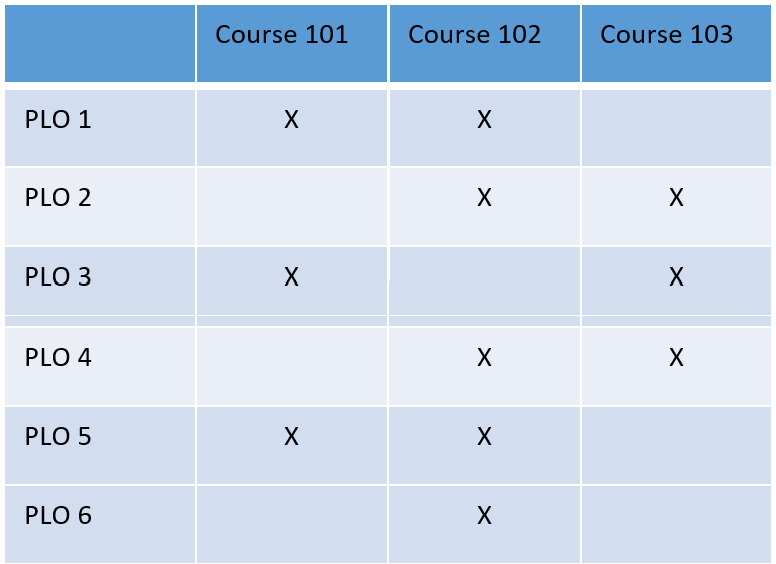 Course 101 Course 102 Course 103
PLO 1 X X
PLO 2 X X
PLO 3 X X
PLO 4 X X
PLO 5 X X
PLO 6 X